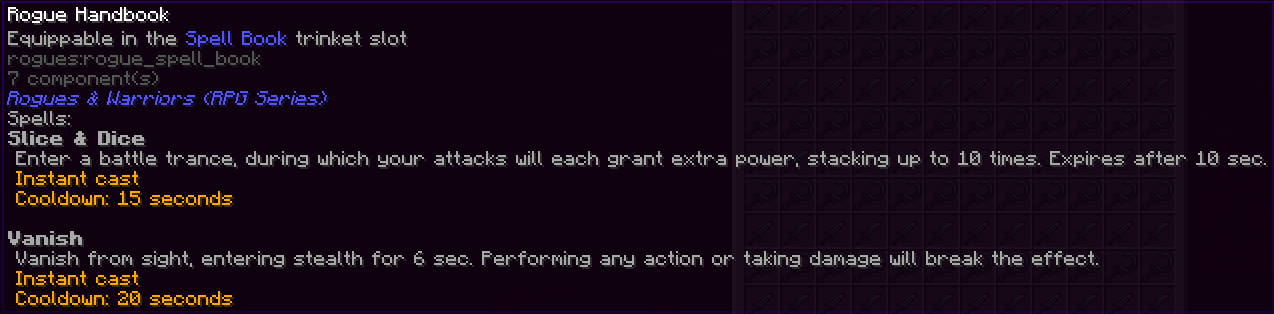 Rogue Handbook
Equippable in the Spell Book trinket slot
rogues:rogue_spell_book
7 component(s)
Rogues & Warriors (RPG Series)
Spells:
Slice & Dice
Enter a battle trance, during which your attacks will each grant extra power, stacking up to 10 times. Expires after 10 sec.
Instant cast
Cooldown: 15 seconds
Vanish
Vanish from sight, entering stealth for 6 sec. Performing any action or taking damage will break the effect.
Instant cast
Cooldown: 20 seconds